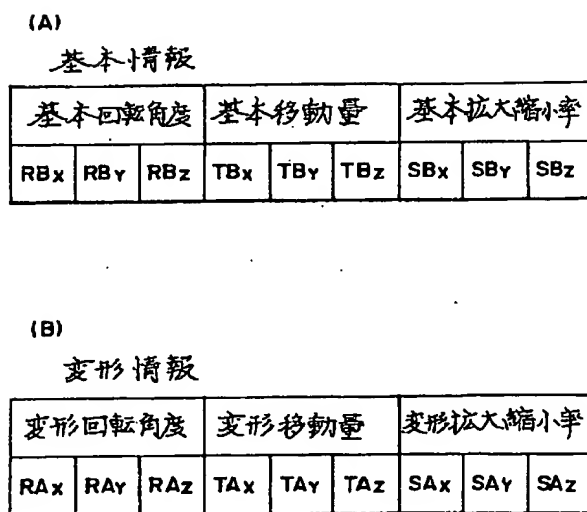 (A)
基本情報
基本回転角度 基本移動量 基本拡大縮小率
RBX RBY RBZ TBX TBY TBZ SBX SBY SBZ
(B)
変形情報
変形回転角度 変形移動量 変形拡大縮小率
RAX RAY RAZ TAX TAY TAZ SAX SAY SAZ